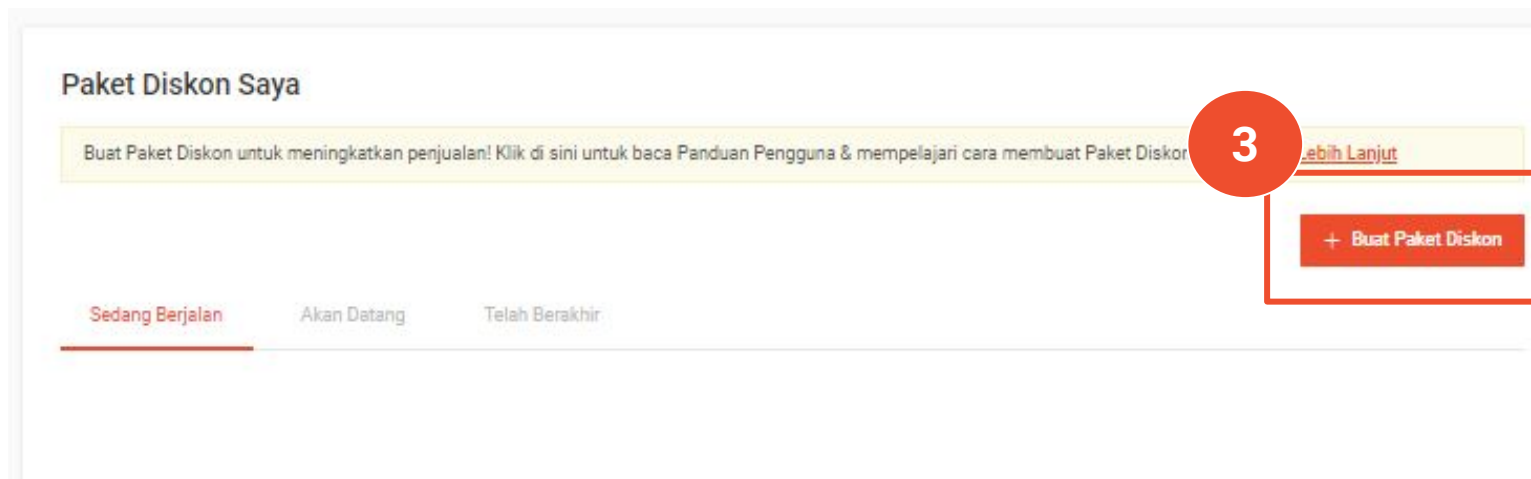 Paket Diskon Saya
Buat Paket Diskon untuk meningkatkan penjualan! Klik di sini untuk baca Panduan Pengguna & mempelajari cara membuat Paket Diskon
3
Lebih Lanjut
+ Buat Paket Diskon
Sedang Berjalan
Akan Datang
Telah Berakhir